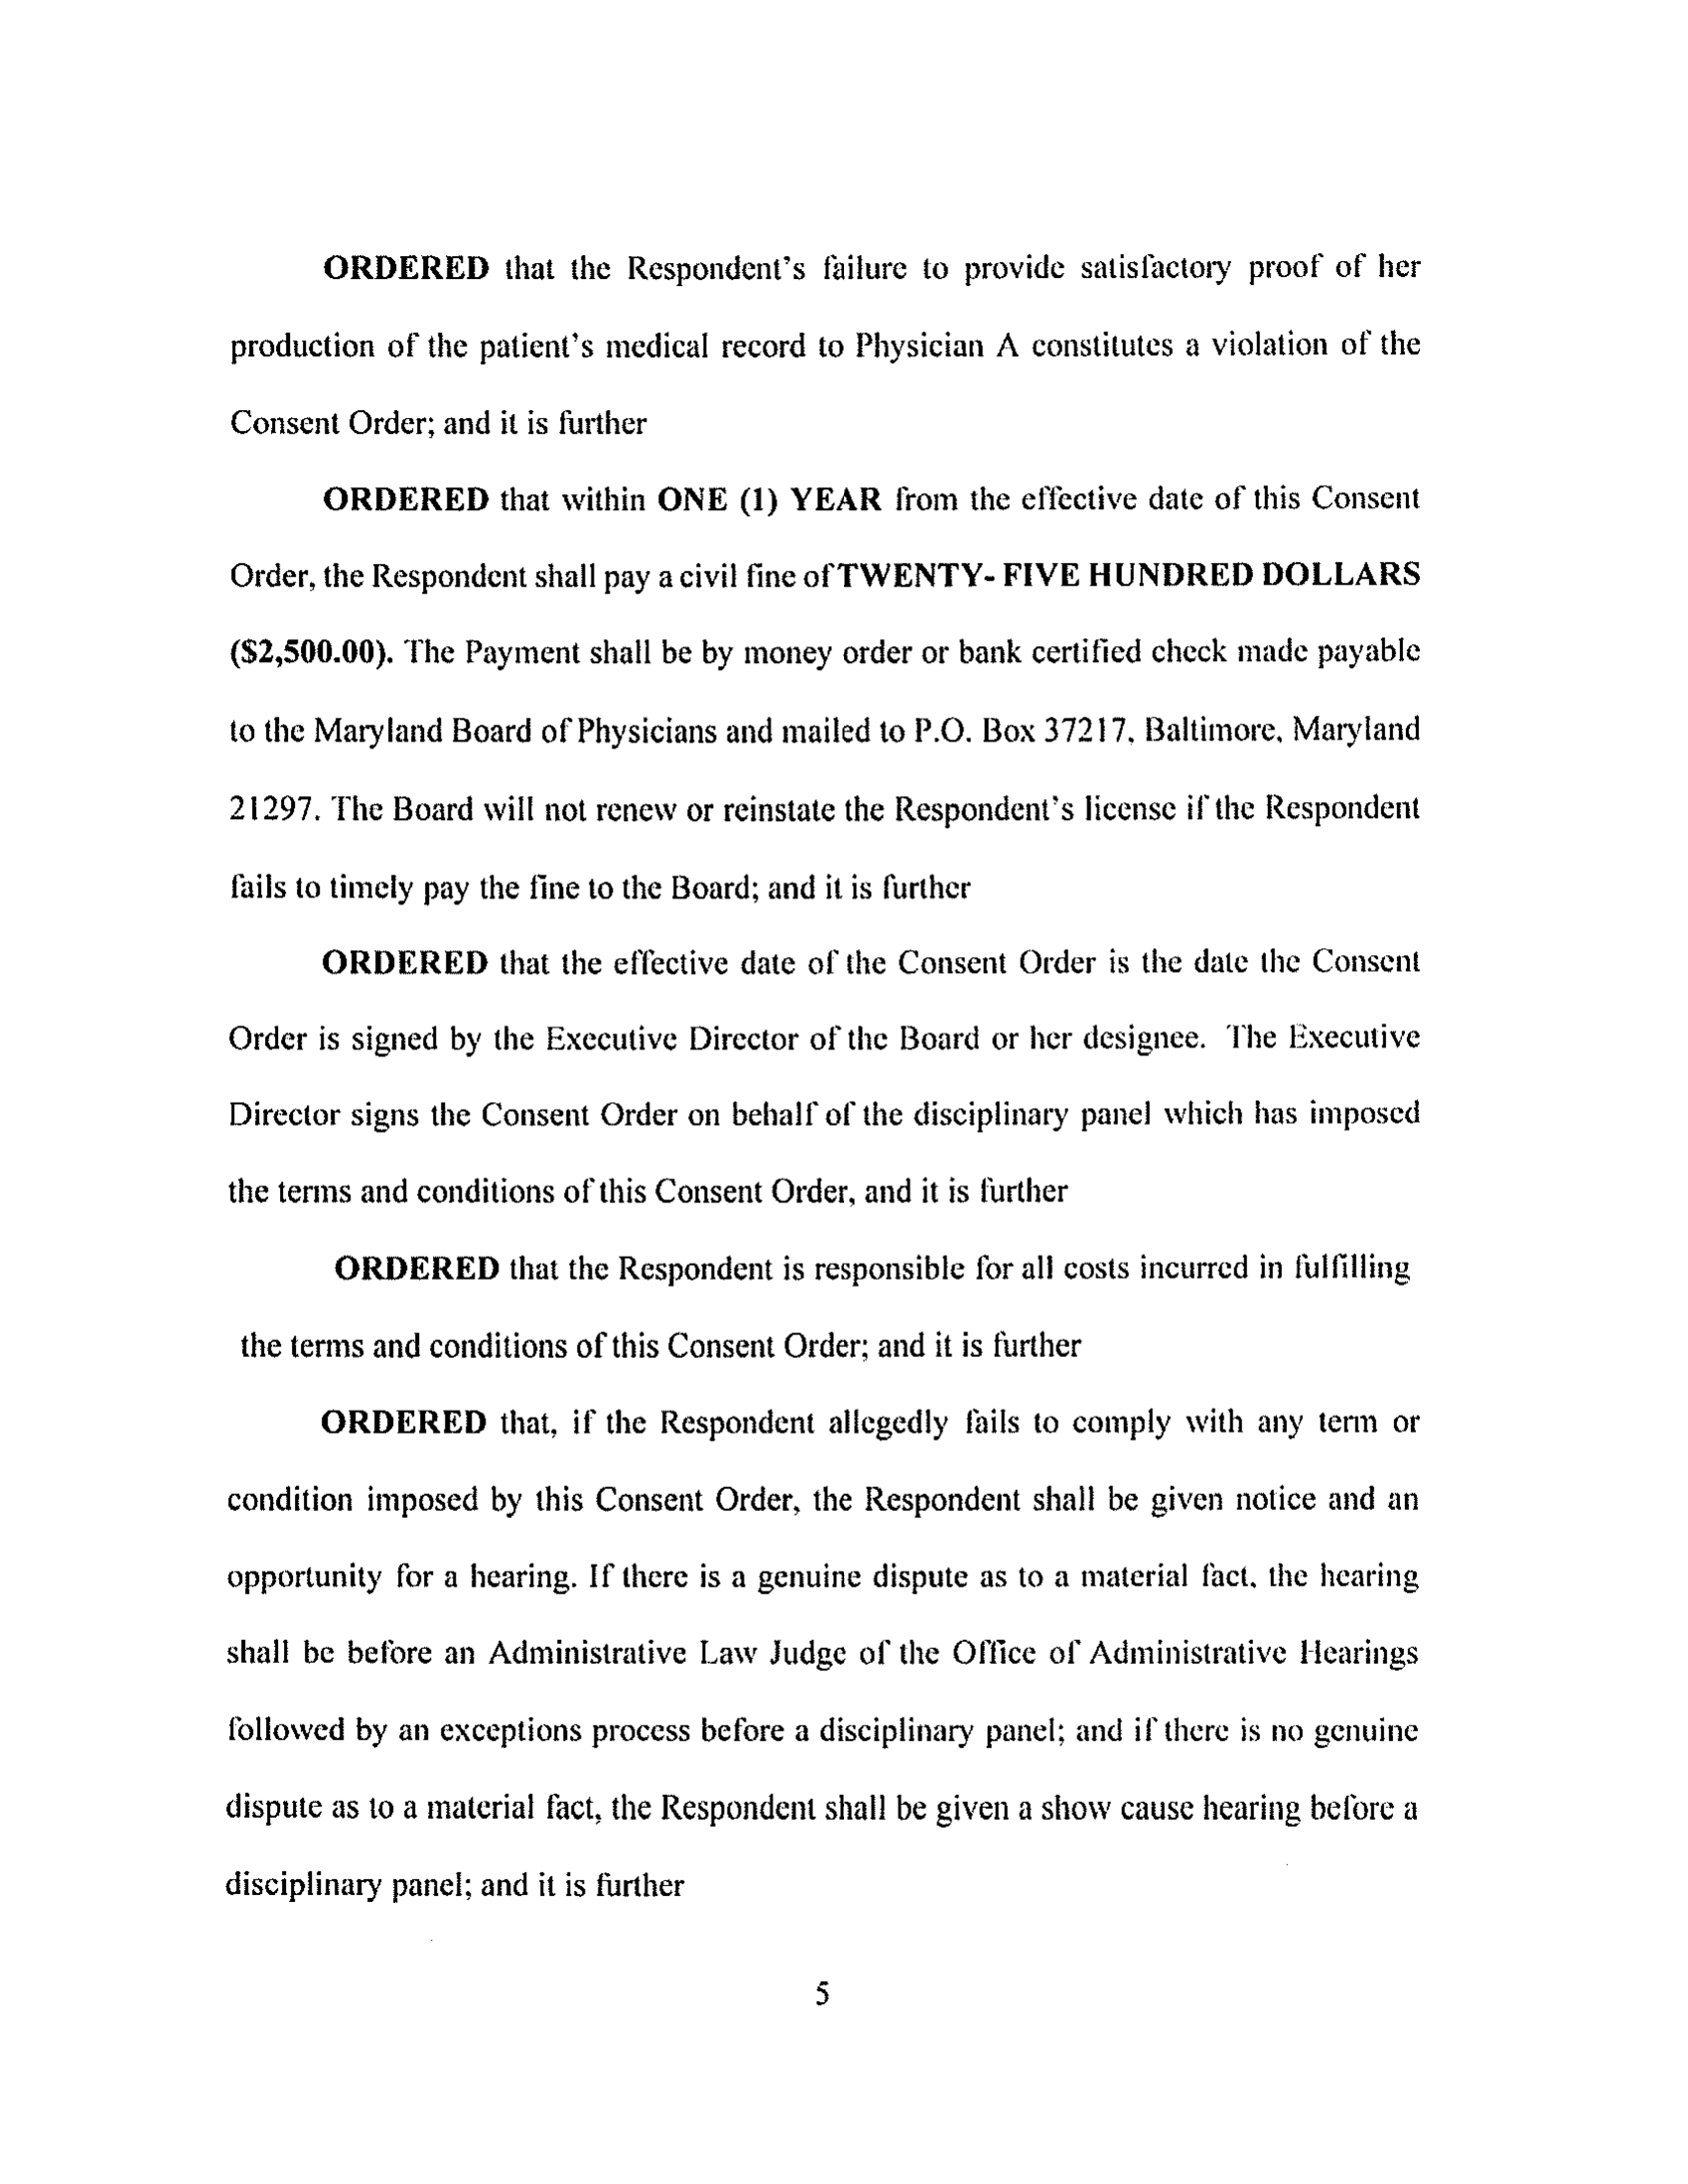 ORDERED that the Respondent's failure to provide satisfactory proof of her
production of the patient's medical record to Physician A constitutes a violation of the
Consent Order; and it is further
ORDERED that within ONE (1) YEAR from the effective date of this Consent
Order, the Respondent shall pay a civil fine of TWENTY- FIVE HUNDRED DOLLARS
($2,500.00). The Payment shall be by money order or bank certified check made payable
to the Maryland Board of Physicians and mailed to P.O. Box 37217, Baltimore, Maryland
21297. The Board will not renew or reinstate the Respondent's license if the Respondent
fails to timely pay the fine to the Board; and it is further
ORDERED that the effective date of the Consent Order is the date the Consent
Order is signed by the Executive Director of the Board or her designee. The Executive
Director signs the Consent Order on behalf of the disciplinary panel which has imposed
the terms and conditions of this Consent Order, and it is further
ORDERED that the Respondent is responsible for all costs incurred in fulfilling
the terms and conditions of this Consent Order; and it is further
ORDERED that, if the Respondent allegedly fails to comply with any term or
condition imposed by this Consent Order, the Respondent shall be given notice and an
opportunity for a hearing. If there is a genuine dispute as to a material fact, the hearing
shall be before an Administrative Law Judge of the Office of Administrative Hearings
followed by an exceptions process before a disciplinary panel; and if there is no genuine
dispute as to a material fact, the Respondent shall be given a show cause hearing before a
disciplinary panel; and it is further
5